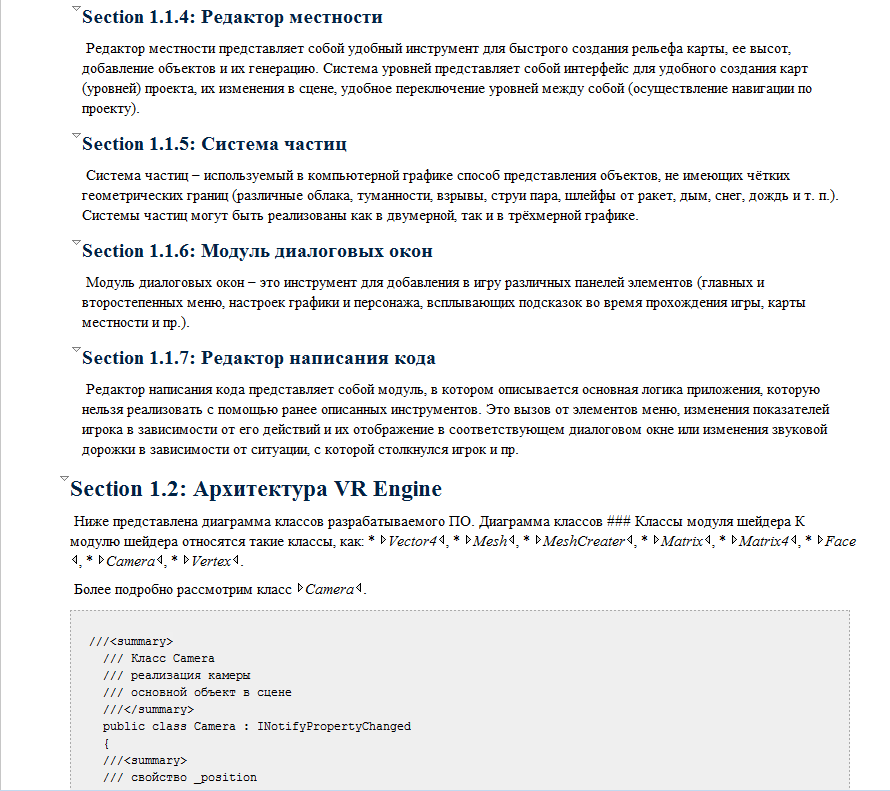 Section 1.1.4: Редактор местности
Редактор местности представляет собой удобный инструмент для быстрого создания рельефа карты, ее высот,
добавление объектов и их генерацию. Система уровней представляет собой интерфейс для удобного создания карт
(уровней) проекта, их изменения в сцене, удобное переключение уровней между собой (осуществление навигации по
проекту).
Section 1.1.5: Система частиц
Система частиц – используемый в компьютерной графике способ представления объектов, не имеющих чётких
геометрических границ (различные облака, туманности, взрывы, струи пара, шлейфы от ракет, дым, снег, дождь и т. п.).
Системы частиц могут быть реализованы как в двумерной, так и в трёхмерной графике.
Section 1.1.6: Модуль диалоговых окон
Модуль диалоговых окон – это инструмент для добавления в игру различных панелей элементов (главных и
второстепенных меню, настроек графики и персонажа, всплывающих подсказок во время прохождения игры, карты
местности и пр.).
Section 1.1.7: Редактор написания кода
Редактор написания кода представляет собой модуль, в котором описывается основная логика приложения, которую
нельзя реализовать с помощью ранее описанных инструментов. Это вызов от элементов меню, изменения показателей
игрока в зависимости от его действий и их отображение в соответствующем диалоговом окне или изменения звуковой
дорожки в зависимости от ситуации, с которой столкнулся игрок и пр.
Section 1.2: Архитектура VR Engine
Ниже представлена диаграмма классов разрабатываемого ПО. Диаграмма классов ### Классы модуля шейдера К
модулю шейдера относятся такие классы, как: * Vector4, * Mesh, * MeshCreater, * Matrix, * Matrix4, * Face
, * Camera, * Vertex.
Более подробно рассмотрим класс Camera.
///<summary>
/// Класс Camera
/// реализация камеры
/// основной объект в сцене
///</summary>
public class Camera : INotifyPropertyChanged
{
///<summary>
/// свойство _position